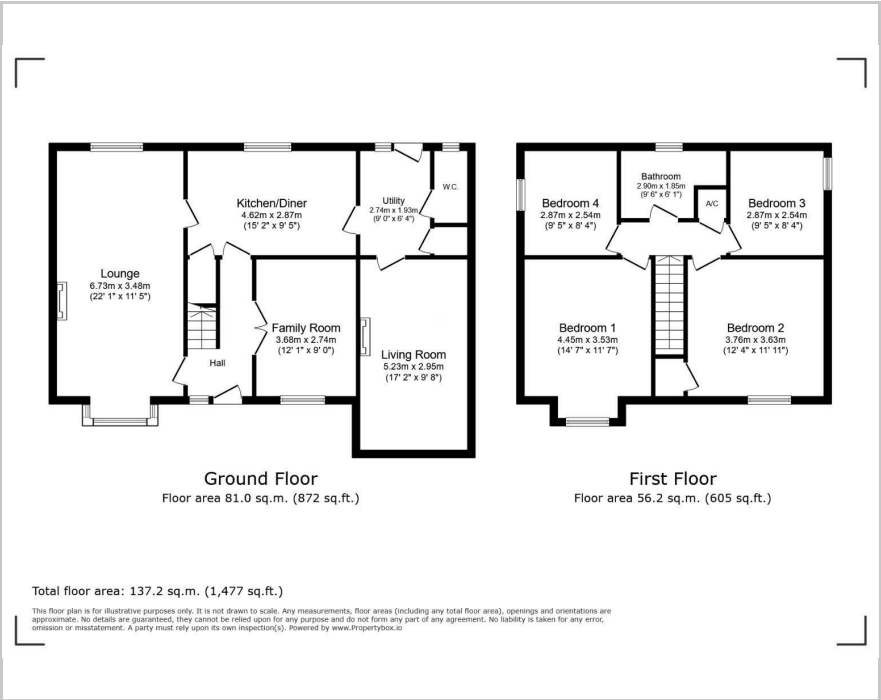 Lounge
6.73m x 3.48m
(22' 1" x 11' 5")
Kitchen/Diner
4.62m x 2.87m
(15' 2" x 9' 5")
Utility
2.74m x 1.93m
(9' 0" x 6' 4")
W.C.
Hall
Family Room
3.68m x 2.74m
(12' 1" x 9' 0")
Living Room
5.23m x 2.95m
(17' 2" x 9' 8")
Ground Floor
Floor area 81.0 sq.m. (872 sq.ft.)
Bedroom 4
2.87m x 2.54m
(9' 5" x 8' 4")
Bathroom
2.90m x 1.85m
(9' 6" x 6' 1")
A/C
Bedroom 3
2.87m x 2.54m
(9' 5" x 8' 4")
Bedroom 1
4.45m x 3.53m
(14' 7" x 11' 7")
Bedroom 2
3.76m x 3.63m
(12' 4" x 11' 11")
First Floor
Floor area 56.2 sq.m. (605 sq.ft.)
Total floor area: 137.2 sq.m. (1,477 sq.ft.)
This floor plan is for illustrative purposes only. It is not drawn to scale. Any measurements, floor areas (including any total floor area), openings and orientations are
approximate. No details are guaranteed, they cannot be relied upon for any purpose and do not form any part of any agreement. No liability is taken for any error,
omission or misstatement. A party must rely upon its own inspection(s). Powered by www.Propertybox.io